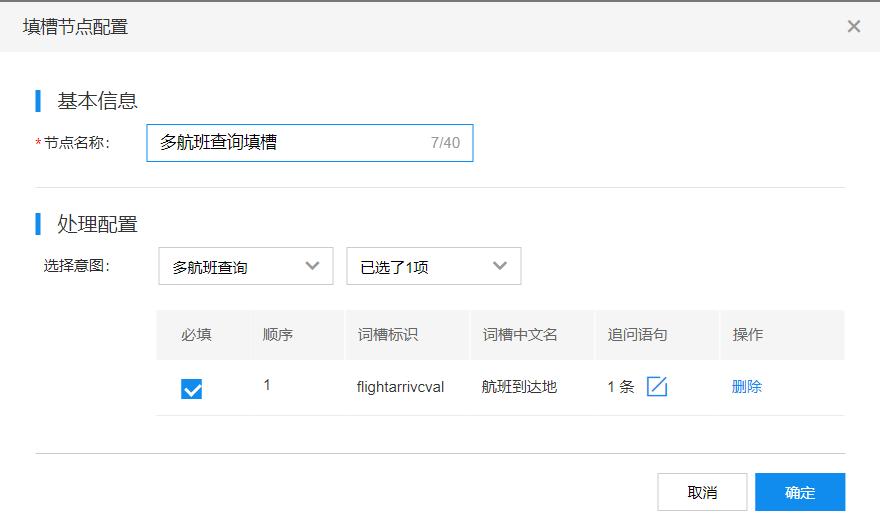 填槽节点配置
基本信息
*节点名称： 多航班查询填槽 7/40
处理配置
选择意图： 多航班查询 已选了1项
必填 顺序 词槽标识 词槽中文名 追问语句 操作
1 flightarrivcval 航班到达地 1 条 删除
取消 确定